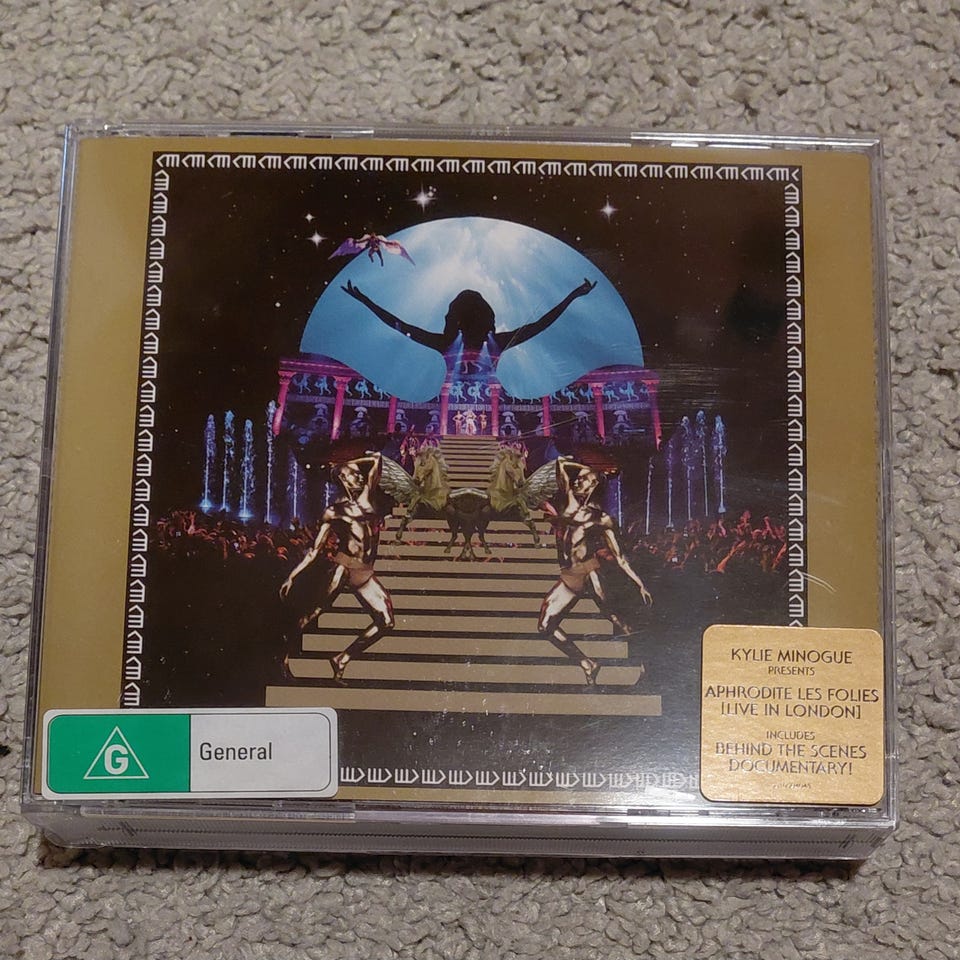 G
General
KYLIE MINOGUE
PRESENTS
APHRODITE LES FOLIES
[LIVE IN LONDON]
INCLUDES
BEHIND THE SCENES
DOCUMENTARY!